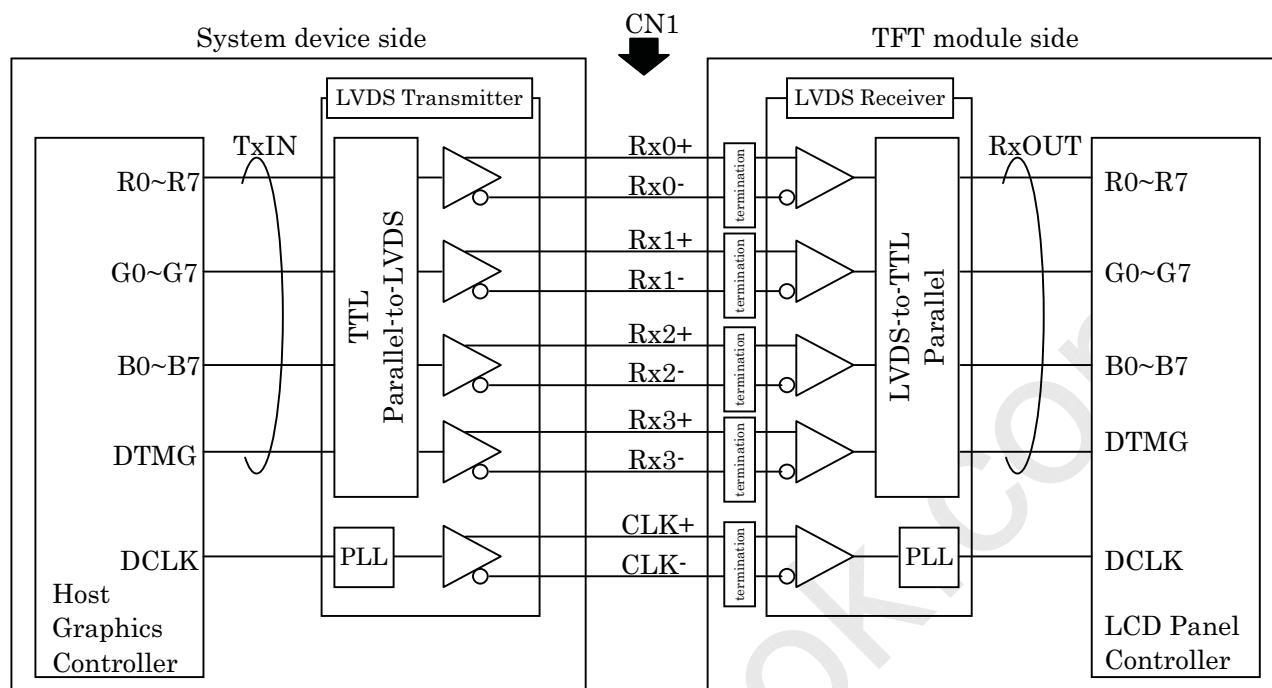 CN1
System device side
TFT module side
LVDS Transmitter
LVDS Receiver
TxIN
RxOUT
R0~R7
G0~G7
B0~B7
DTMG
DCLK
Host
Graphics
Controller
TTL
Parallel-to-LVDS
PLL
Rx0+
Rx0-
Rx1+
Rx1-
Rx2+
Rx2-
Rx3+
Rx3-
CLK+
CLK-
termination
termination
termination
termination
termination
LVDS-to-TTL
Parallel
PLL
R0~R7
G0~G7
B0~B7
DTMG
DCLK
LCD Panel
Controller